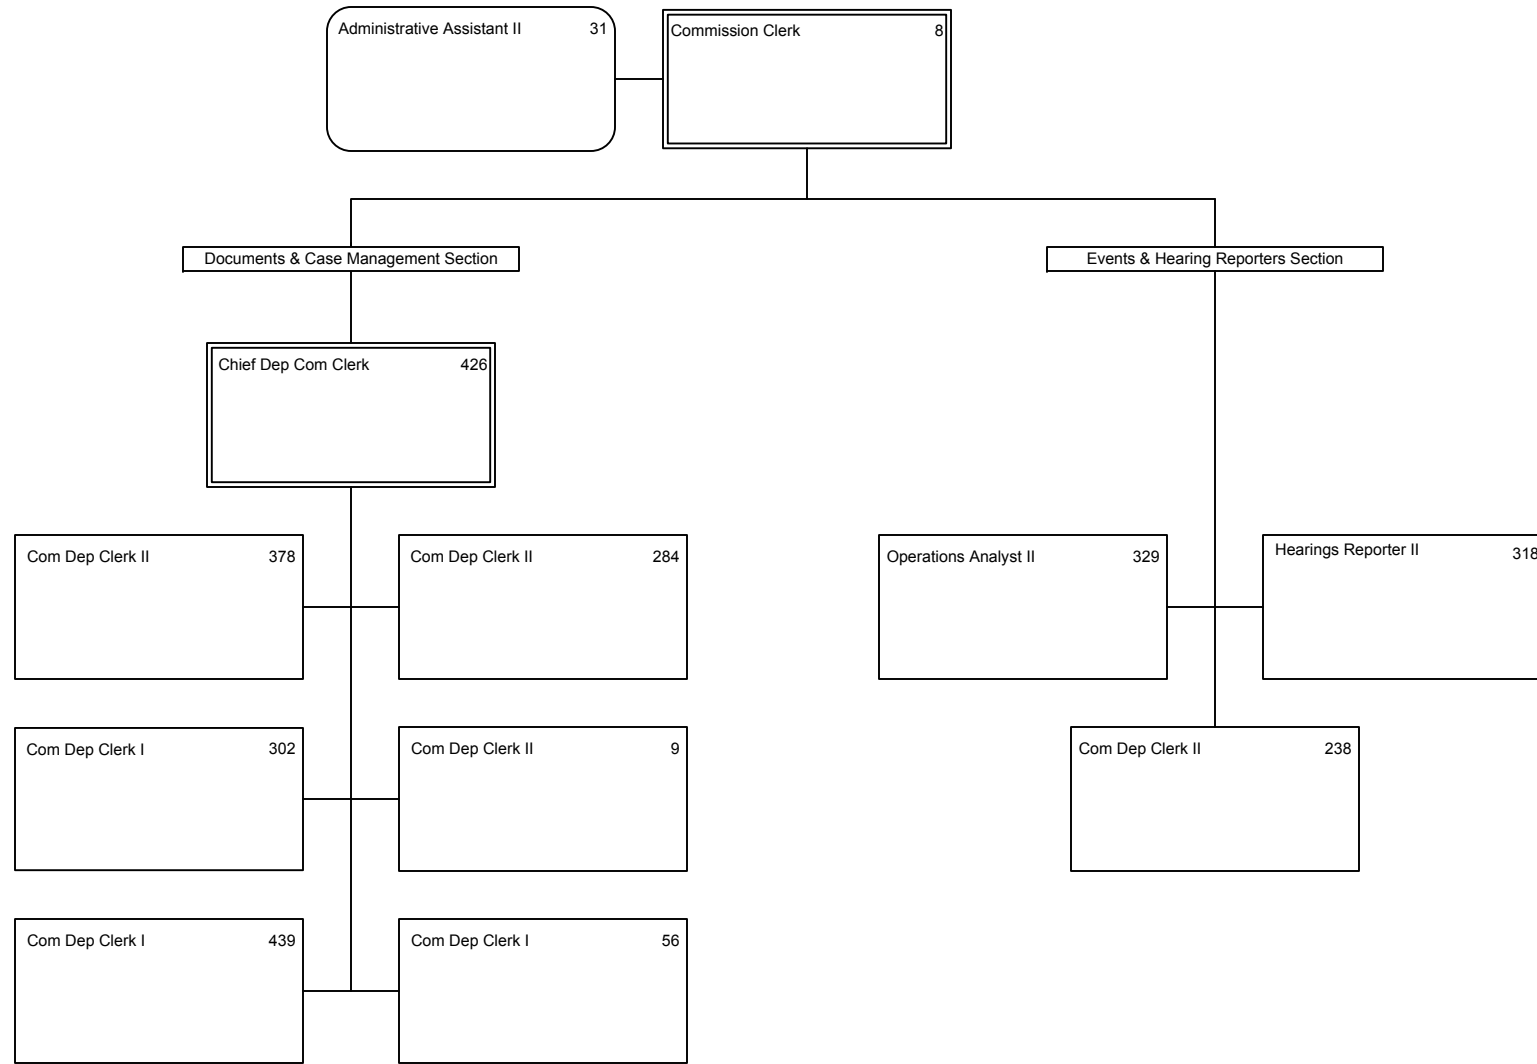 Administrative Assistant II 31
Commission Clerk 8
Documents & Case Management Section
Events & Hearing Reporters Section
Chief Dep Com Clerk 426
Com Dep Clerk II 378
Com Dep Clerk II 284
Operations Analyst II 329
Hearings Reporter II 318
Com Dep Clerk I 302
Com Dep Clerk II 9
Com Dep Clerk II 238
Com Dep Clerk I 439
Com Dep Clerk I 56